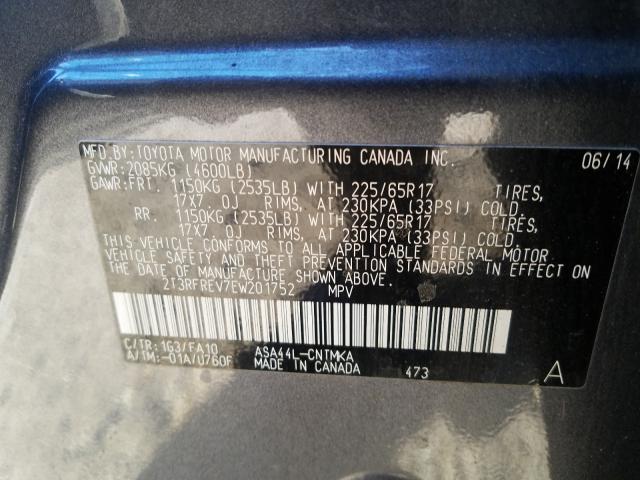 MFD.BY:TOYOTA MOTOR MANUFACTURING CANADA INC. 06/14
GVWR:2085KG (4600LB)
GAWR:FRT. 1150KG (2535LB) WITH 225/65R17 TIRES,
17X7.0J RIMS, AT 230KPA (33PSI) COLD.
RR. 1150KG (2535LB) WITH 225/65R17 TIRES,
17X7.0J RIMS, AT 230KPA (33PSI) COLD.
THIS VEHICLE CONFORMS TO ALL APPLICABLE FEDERAL MOTOR
VEHICLE SAFETY AND THEFT PREVENTION STANDARDS IN EFFECT ON
THE DATE OF MANUFACTURE SHOWN ABOVE.
2T3RFREV7EW201752 MPV
C/TR:1G3/FA10 ASA44L-CNTMKA
A/TM:-01A/U760F MADE IN CANADA 473 A